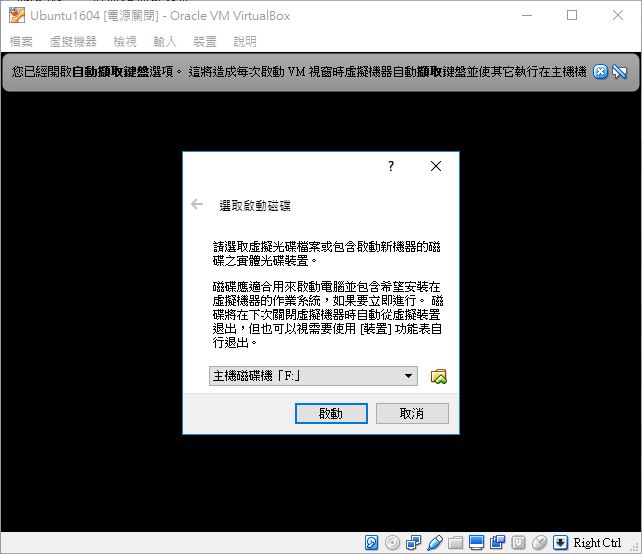 Ubuntu1604 [電源關閉] - Oracle VM VirtualBox
檔案 虛擬機器 檢視 輸入 裝置 說明
您已經開啟自動擷取鍵盤選項。 這將造成每次啟動 VM 視窗時虛擬機器自動擷取鍵盤並使其它執行在主機機
?
選取啟動磁碟
請選取虛擬光碟檔案或包含啟動新機器的磁
碟之實體光碟裝置。
磁碟應適合用來啟動電腦並包含希望安裝在
虛擬機器的作業系統，如果要立即進行。 磁
碟將在下次關閉虛擬機器時自動從虛擬裝置
退出，但也可以視需要使用 [裝置] 功能表自
行退出。
主機磁碟機「F:」
啟動 取消
Right Ctrl